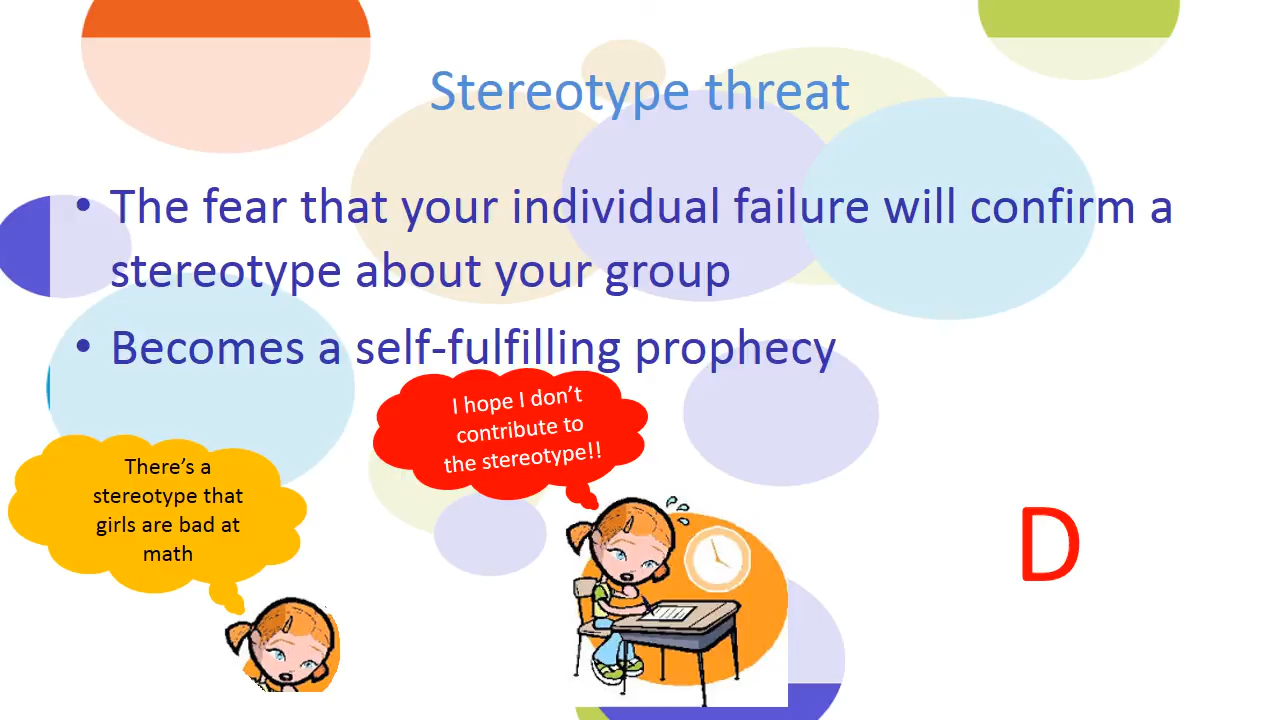 Stereotype threat
• The fear that your individual failure will confirm a
stereotype about your group
• Becomes a self-fulfilling prophecy
There's a
stereotype that
girls are bad at
math
I hope I don't
contribute to
the stereotype!!
D